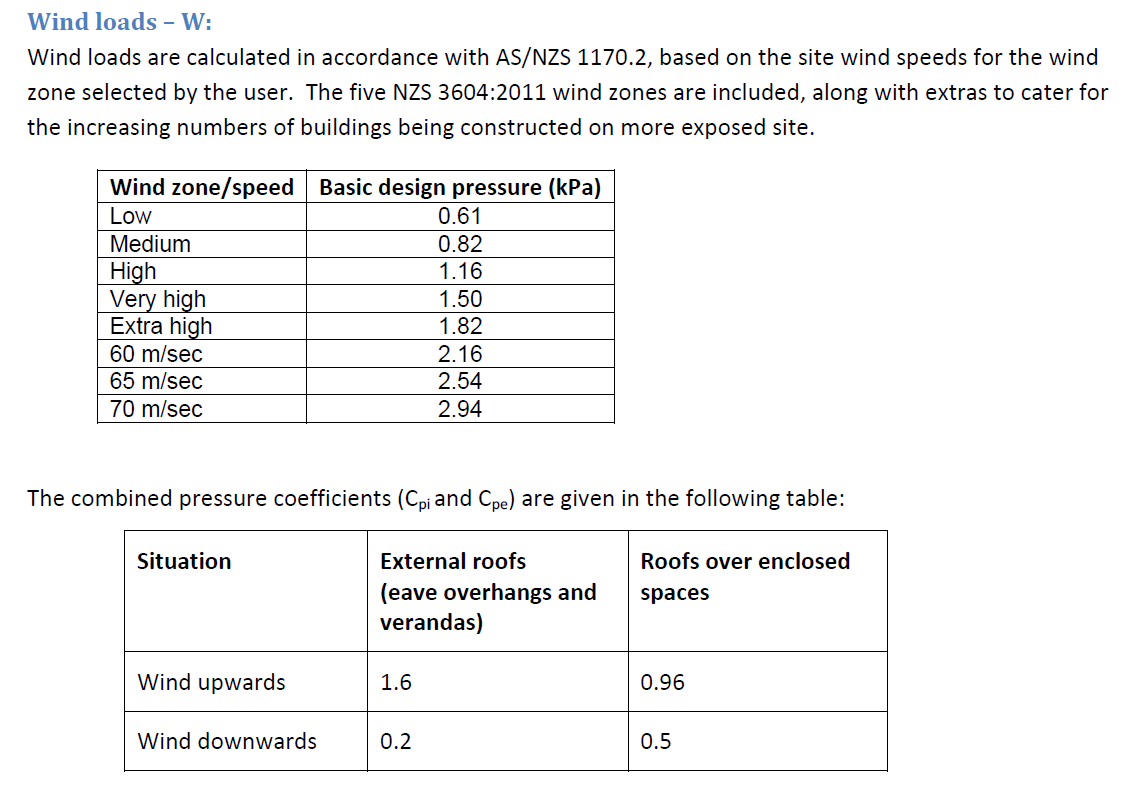 Wind loads – W:
Wind loads are calculated in accordance with AS/NZS 1170.2, based on the site wind speeds for the wind
zone selected by the user.  The five NZS 3604:2011 wind zones are included, along with extras to cater for
the increasing numbers of buildings being constructed on more exposed site.
Wind zone/speed Basic design pressure (kPa)
Low 0.61
Medium 0.82
High 1.16
Very high 1.50
Extra high 1.82
60 m/sec 2.16
65 m/sec 2.54
70 m/sec 2.94
The combined pressure coefficients (Cpi and Cpe) are given in the following table:
Situation External roofs Roofs over enclosed
(eave overhangs and spaces
verandas)
Wind upwards 1.6 0.96
Wind downwards 0.2 0.5